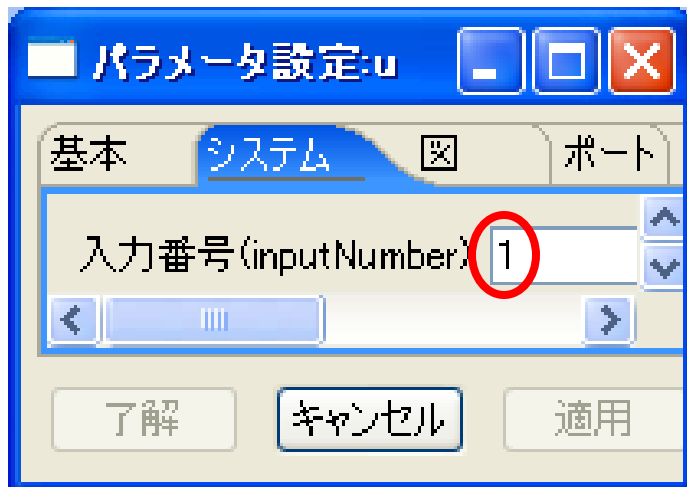 パラメータ設定:u
基本 システム 図 ポート
入力番号(inputNumber) 1
了解 キャンセル 適用